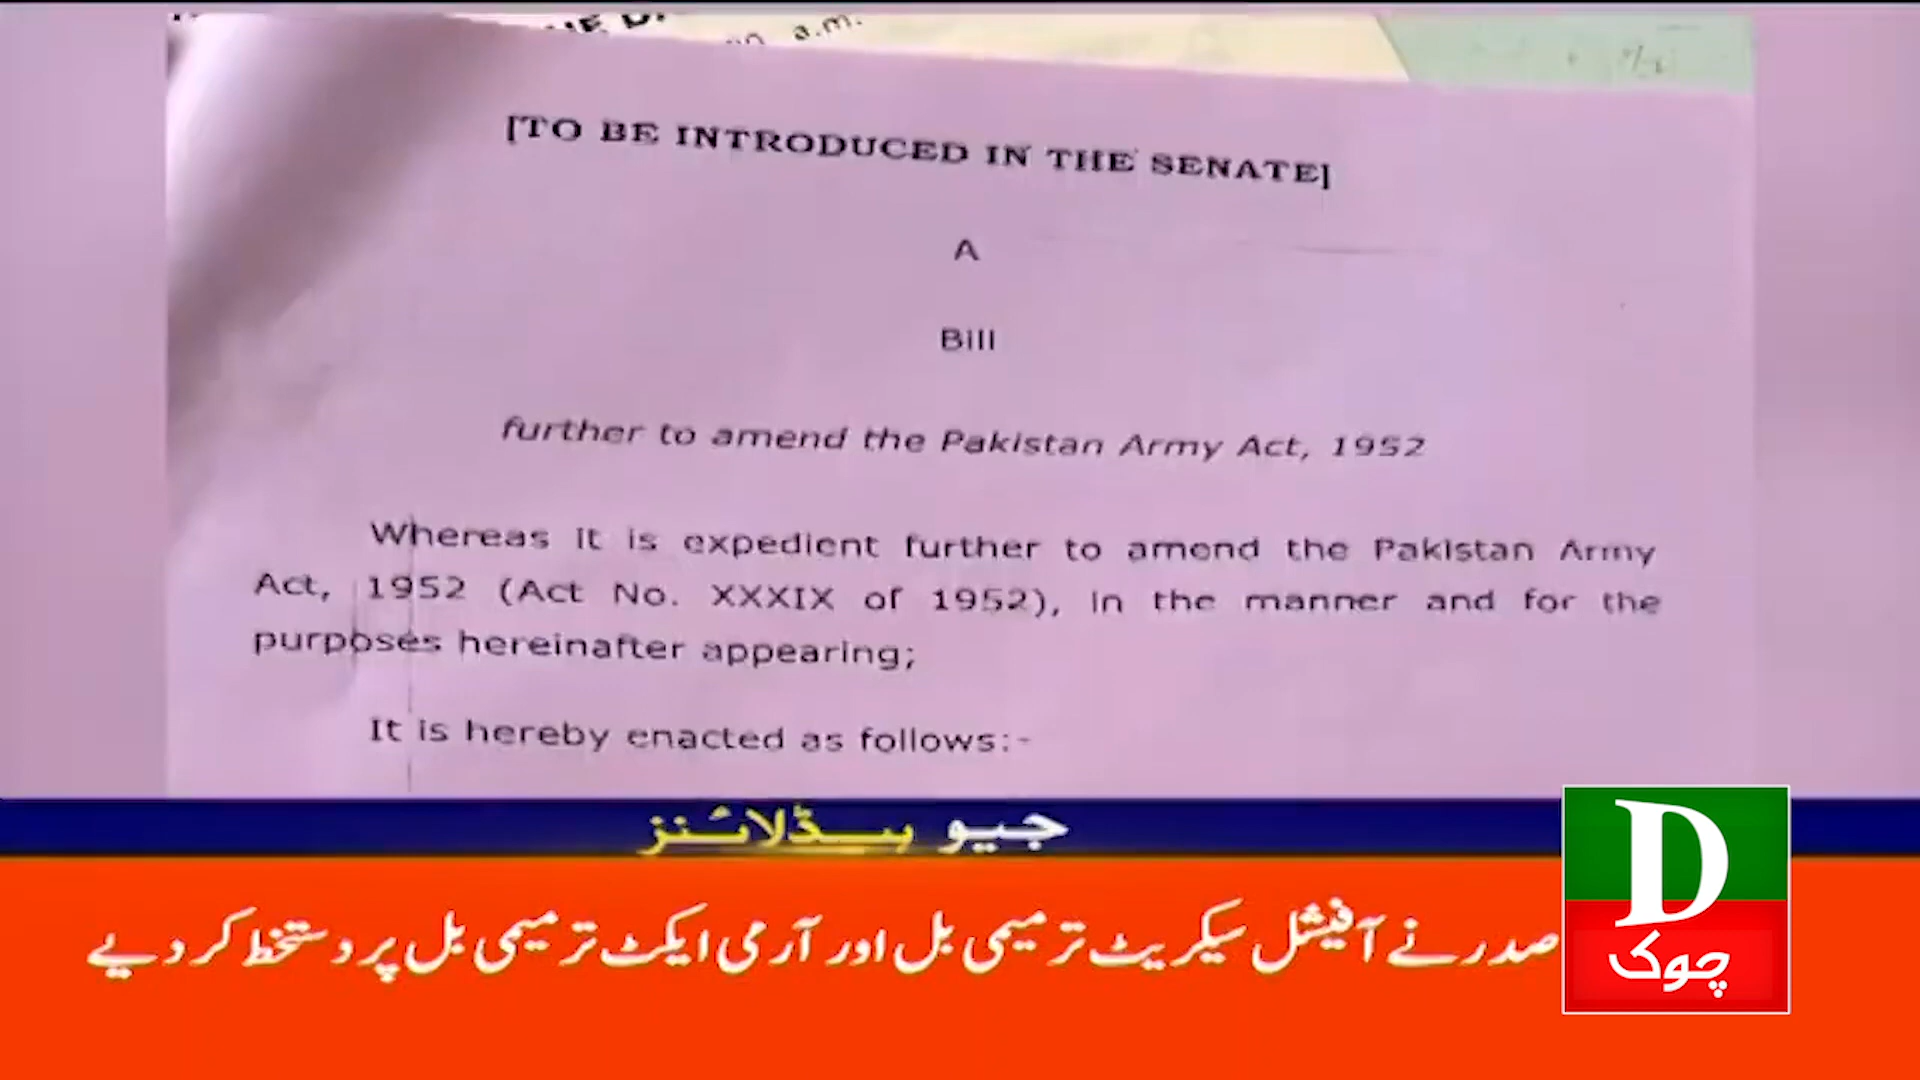 a.m.
[TO BE INTRODUCED IN THE SENATE]
A
Bill
further to amend the Pakistan Army Act, 1952
Whereas it is expedient further to amend the Pakistan Army
Act, 1952 (Act No. XXXIX of 1952), in the manner and for the
purposes hereinafter appearing;
It is hereby enacted as follows:-
جیو ہیڈلائنز
صدر نے آفیشل سیکریٹ ترمیمی بل اور آرمی ایکٹ ترمیمی بل پر دستخط کر دیے
D
چوک